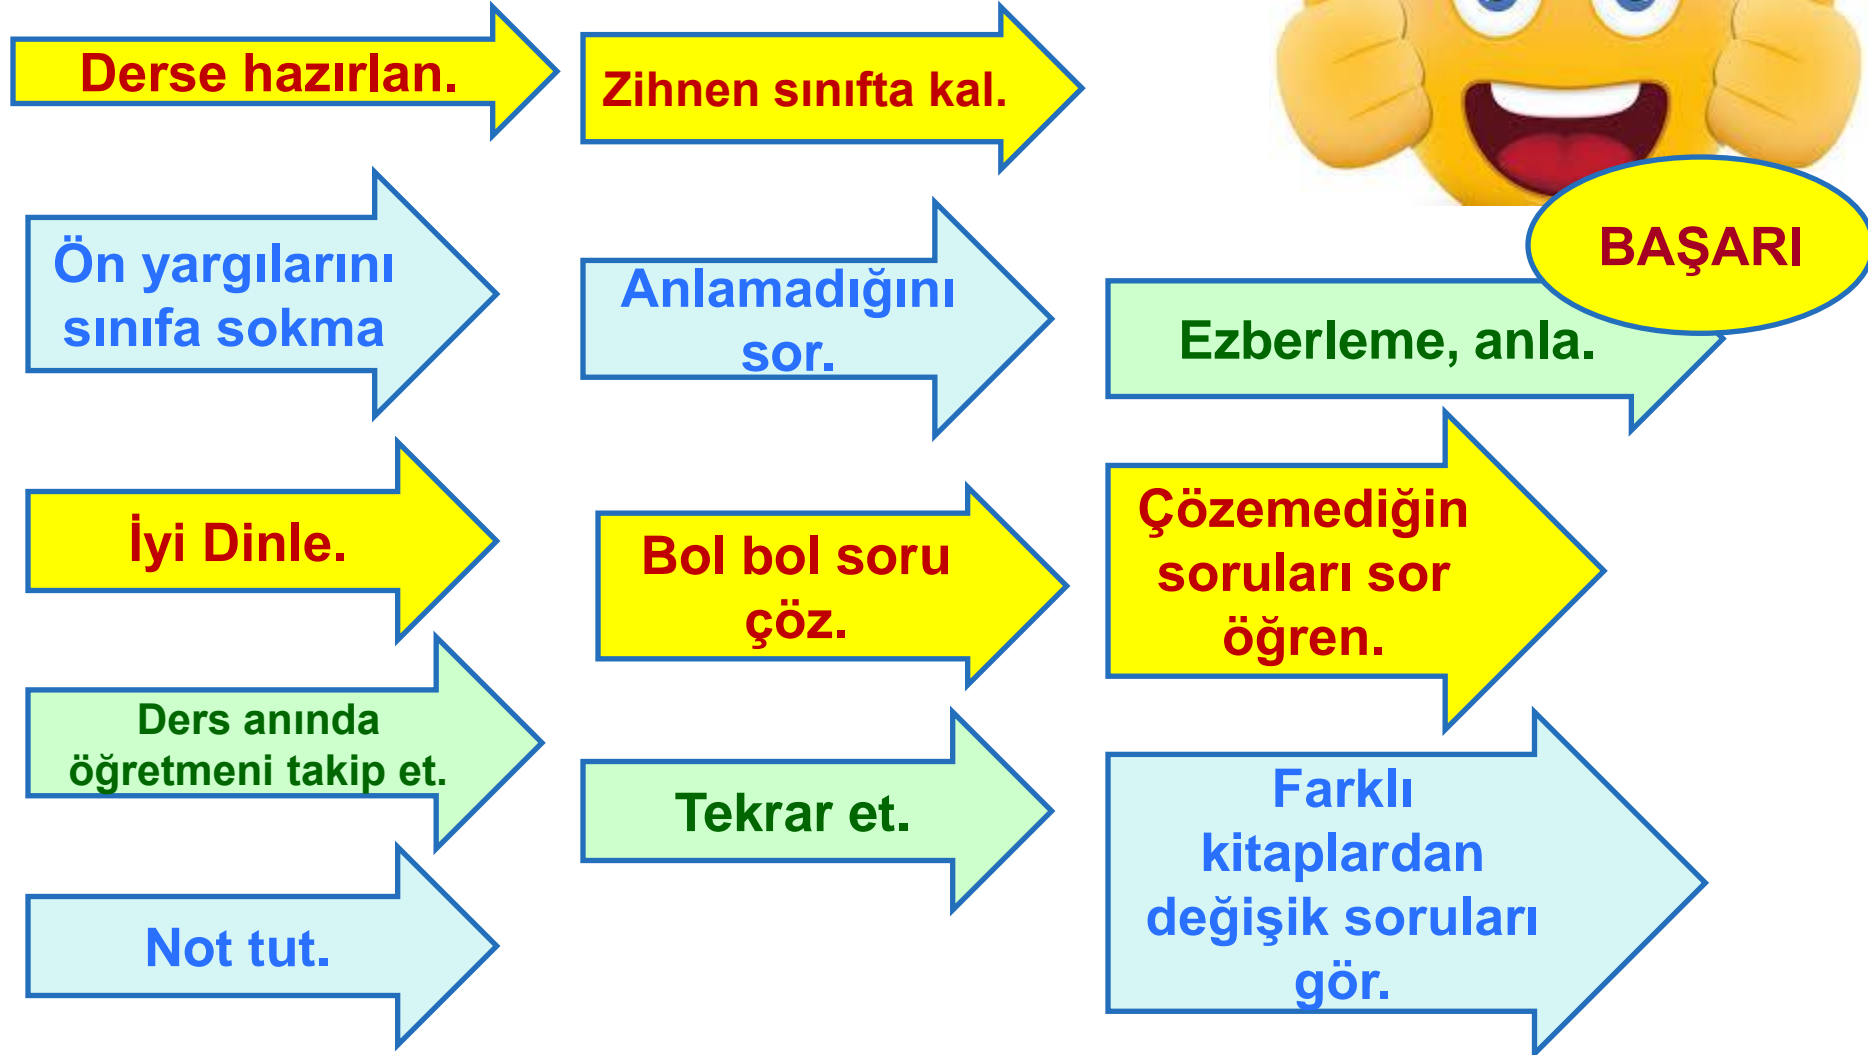 Derse hazırlan.
Ön yargılarını
sınıfa sokma
İyi Dinle.
Ders anında
öğretmeni takip et.
Not tut.
Zihnen sınıfta kal.
Anlamadığını
sor.
Bol bol soru
çöz.
Tekrar et.
Ezberleme, anla.
Çözemediğin
soruları sor
öğren.
Farklı
kitaplardan
değişik soruları
gör.
BAŞARI